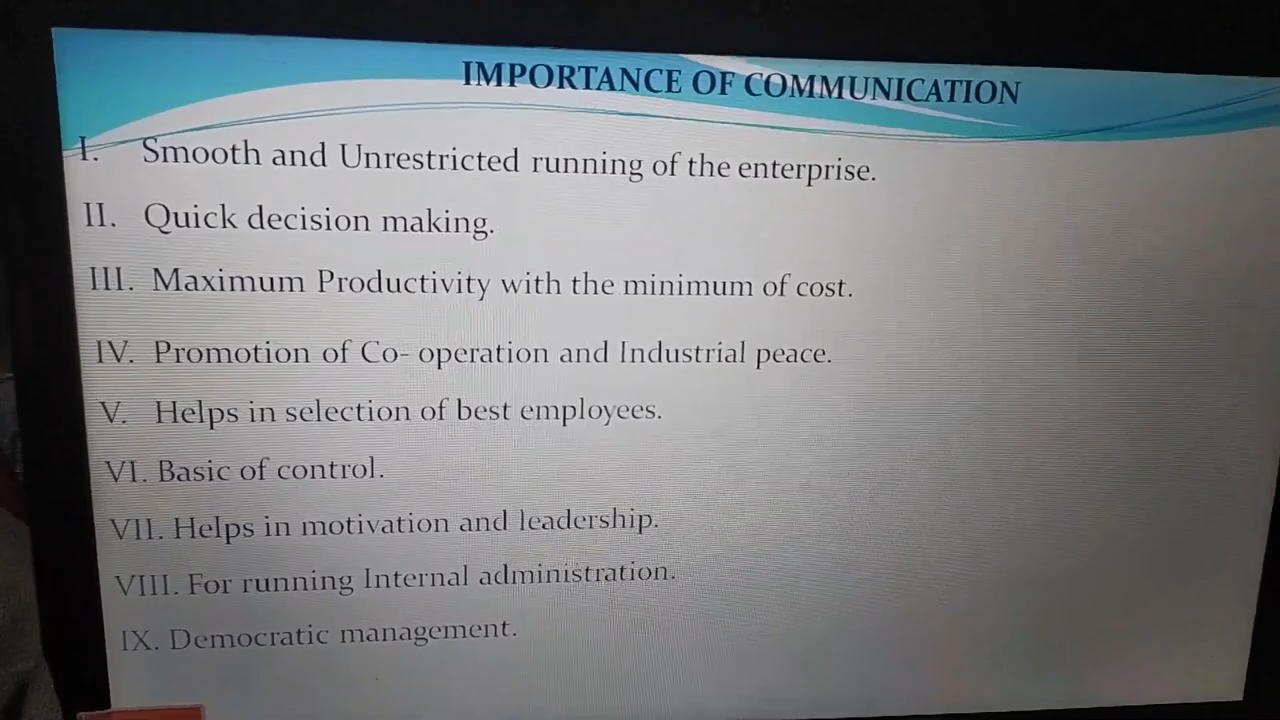 IMPORTANCE OF COMMUNICATION
I. Smooth and Unrestricted running of the enterprise.
II. Quick decision making.
III. Maximum Productivity with the minimum of cost.
IV. Promotion of Co- operation and Industrial peace.
V. Helps in selection of best employees.
VI. Basic of control.
VII. Helps in motivation and leadership.
VIII. For running Internal administration.
IX. Democratic management.